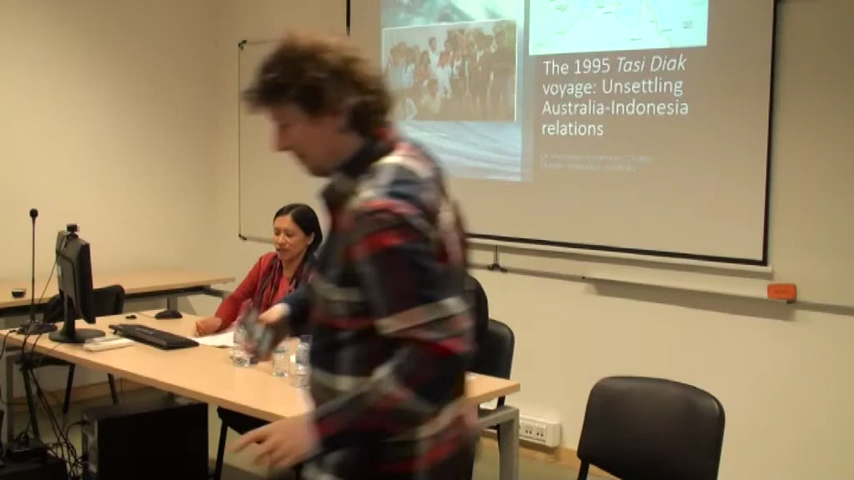 The 1995 Tasi Diak
voyage: Unsettling
Australia-Indonesia
relations